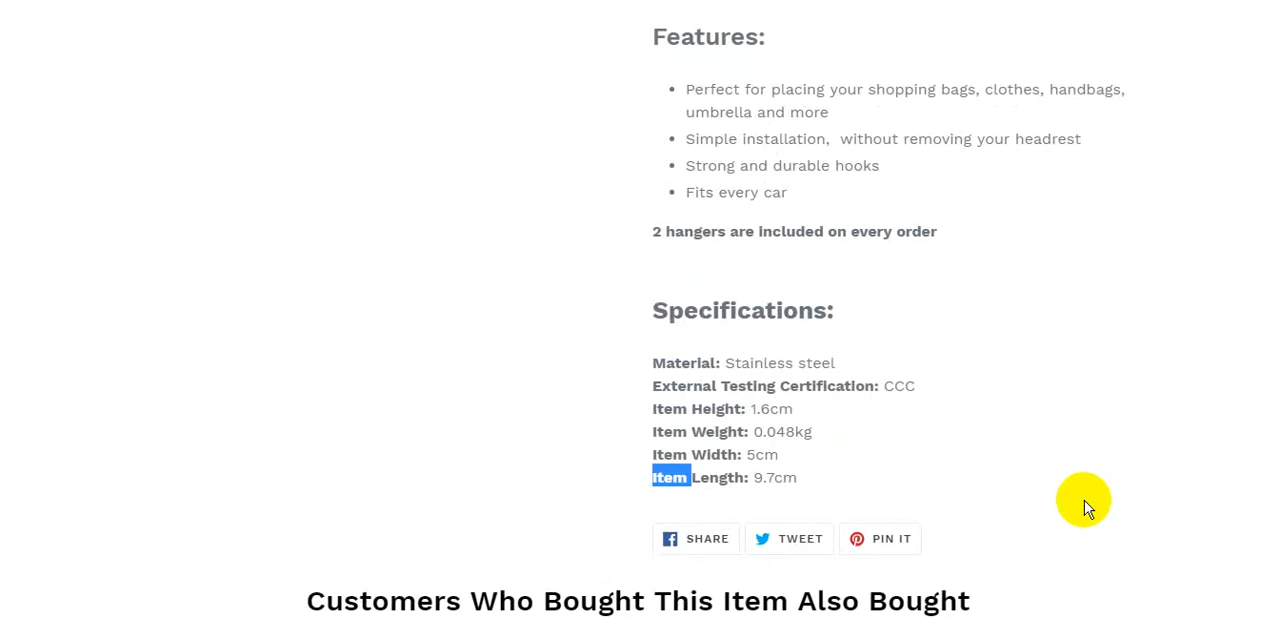 Features:
Perfect for placing your shopping bags, clothes, handbags,
umbrella and more
Simple installation,  without removing your headrest
Strong and durable hooks
Fits every car
2 hangers are included on every order
Specifications:
Material: Stainless steel
External Testing Certification: CCC
Item Height: 1.6cm
Item Weight: 0.048kg
Item Width: 5cm
Item Length: 9.7cm
SHARE TWEET PIN IT
Customers Who Bought This Item Also Bought